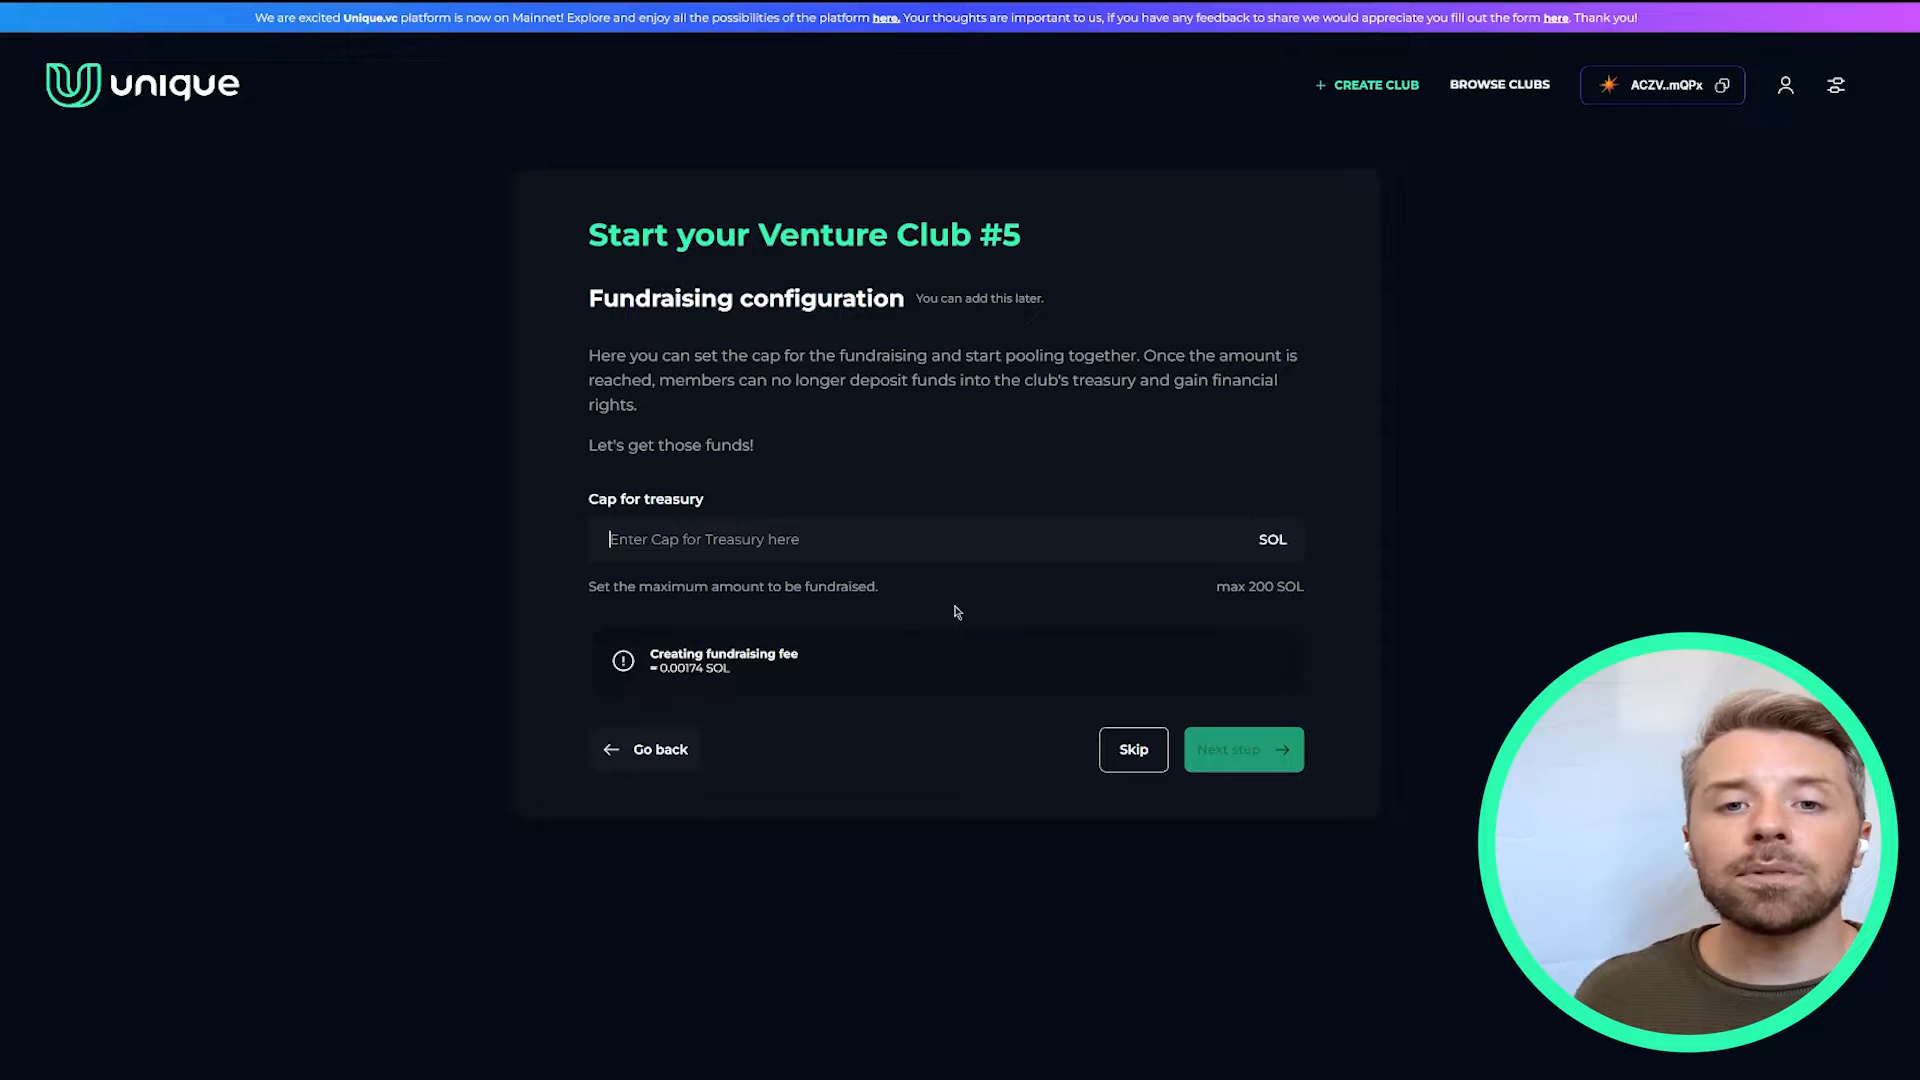 We are excited Unique.vc platform is now on Mainnet! Explore and enjoy all the possibilities of the platform here. Your thoughts are important to us, if you have any feedback to share we would appreciate you fill out the form here. Thank you!
unique
+ CREATE CLUB
BROWSE CLUBS
ACZV..mQPx
Start your Venture Club #5
Fundraising configuration You can add this later.
Here you can set the cap for the fundraising and start pooling together. Once the amount is
reached, members can no longer deposit funds into the club's treasury and gain financial
rights.
Let's get those funds!
Cap for treasury
Enter Cap for Treasury here SOL
Set the maximum amount to be fundraised. max 200 SOL
Creating fundraising fee
≈ 0.00174 SOL
← Go back
Skip
Next step →